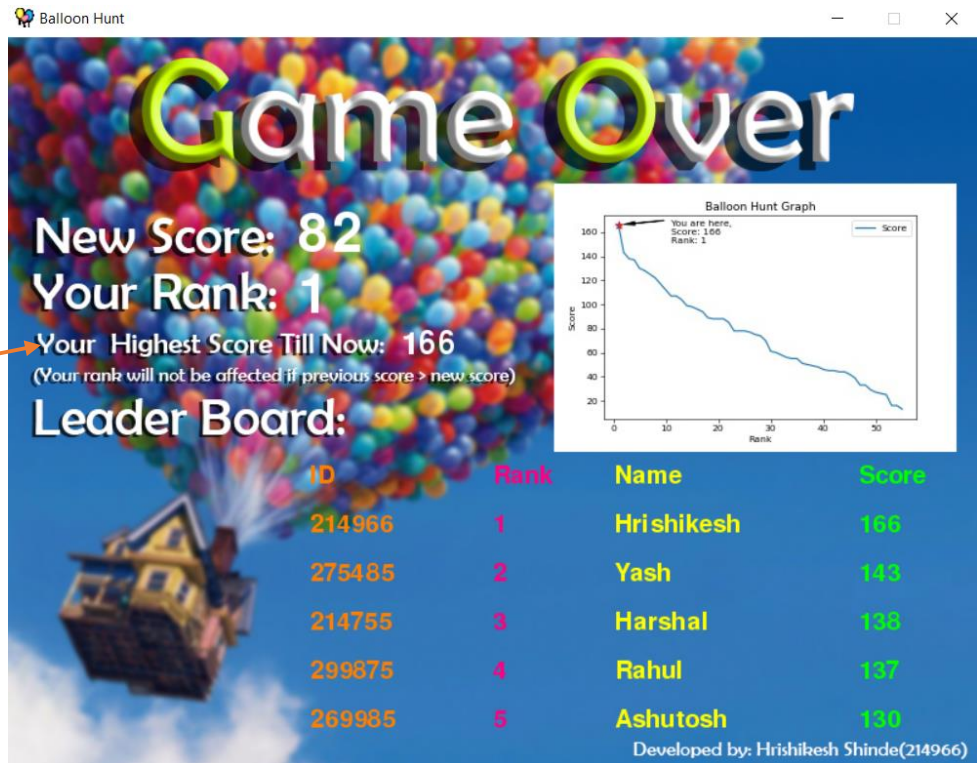 Balloon Hunt
Game Over
New Score: 82
Your Rank: 1
Your Highest Score Till Now: 166
(Your rank will not be affected if previous score > new score)
Leader Board:
Balloon Hunt Graph
You are here,
Score: 166
Rank: 1
Score
160
140
120
100
80
60
40
20
Score
0 10 20 30 40 50
Rank
ID Rank Name Score
214966 1 Hrishikesh 166
275485 2 Yash 143
214755 3 Harshal 138
299875 4 Rahul 137
269985 5 Ashutosh 130
Developed by: Hrishikesh Shinde(214966)